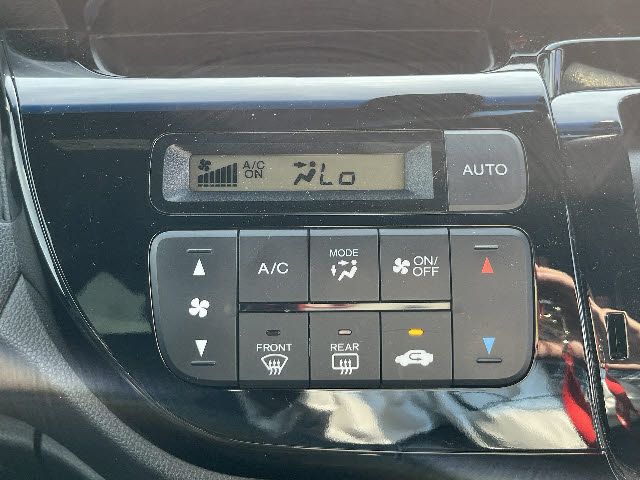 A/C
ON
Lo
AUTO
A/C
MODE
ON/
OFF
FRONT
REAR